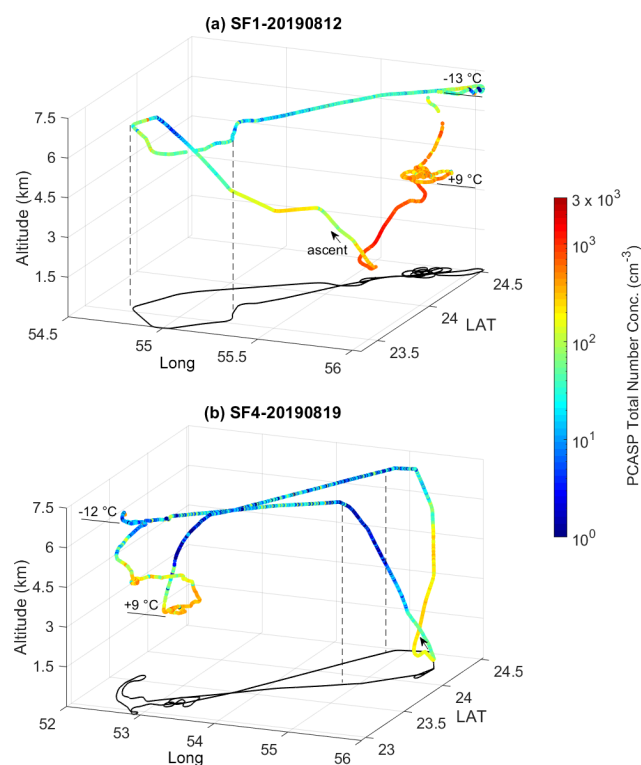 (a) SF1-20190812
-13 °C
+9 °C
ascent
7.5
6
4.5
3
1.5
Altitude (km)
54.5
55
55.5
56
Long
23.5
24
24.5
LAT
3 x 10³
10³
10²
10¹
10⁰
PCASP Total Number Conc. (cm⁻³)
(b) SF4-20190819
-12 °C
+9 °C
7.5
6
4.5
3
1.5
Altitude (km)
52
53
54
55
56
Long
23
23.5
24
24.5
LAT